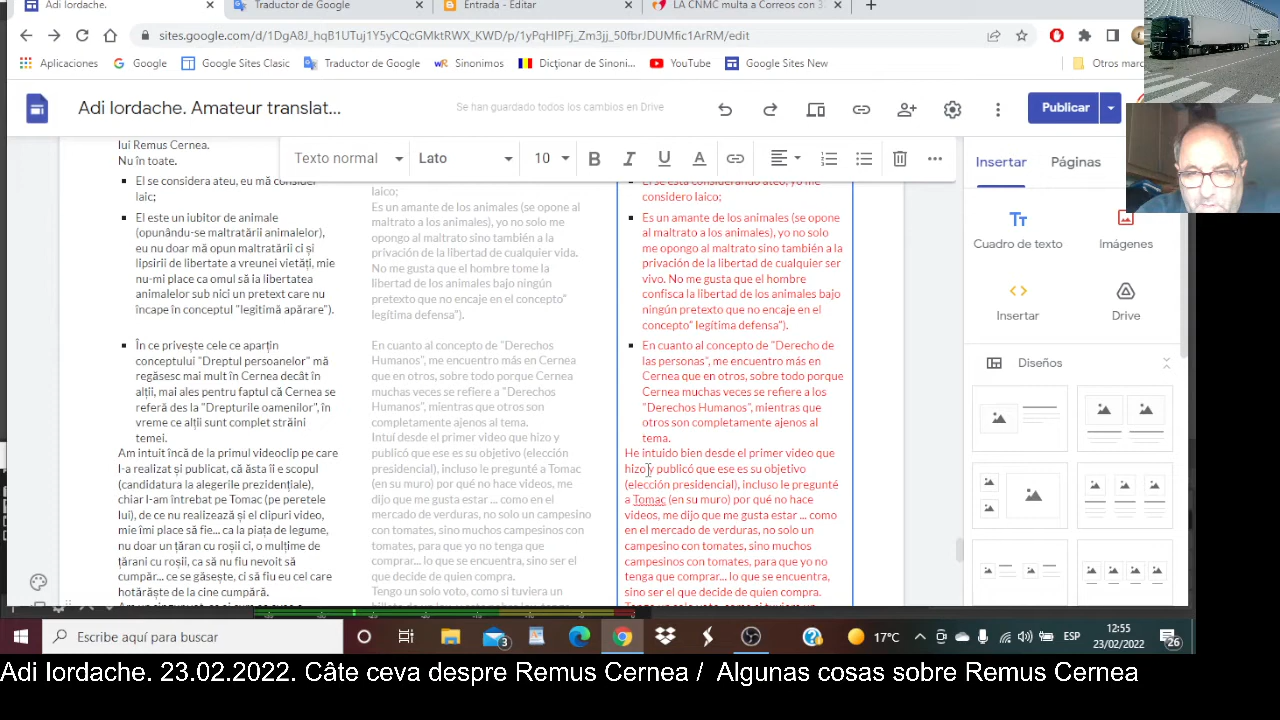 Adi Iordache.
Traductor de Google
Entrada - Editar
LA CNMC multa a Correos con 3
sites.google.com/d/1DgA8J_hqB1UTuj1Y5yCQcGMktRWX_KWD/p/1yPqHIPFj_Zm3jj_50fbrJDUMfic1ArRM/edit
Aplicaciones
Google
Google Sites Clasic
Traductor de Google
Sinonimos
Dicționar de Sinoni...
YouTube
Google Sites New
Otros mar
Adi Iordache. Amateur translat...
Se han guardado todos los cambios en Drive
Publicar
Texto normal
Lato
10
Insertar
Páginas
lui Remus Cernea.
Nu în toate.
El se considera ateu, eu mă consider
laic;
El este un iubitor de animale
(opunându-se maltratării animalelor),
eu nu doar mă opun maltratării ci și
lipsirii de libertate a vreunei vietăți, mie
nu-mi place ca omul să ia libertatea
animalelor sub nici un pretext care nu
încape în conceptul "legitimă apărare").
În ce privește cele ce aparțin
conceptului "Dreptul persoanelor" mă
regăsesc mai mult în Cernea decât în
alții, mai ales pentru faptul că Cernea se
referă des la "Drepturile oamenilor", în
vreme ce alții sunt complet străini
temei.
Am intuit încă de la primul videoclip pe care
l-a realizat și publicat, că ăsta îi e scopul
(candidatura la alegerile prezidențiale),
chiar l-am întrebat pe Tomac (pe peretele
lui), de ce nu realizează și el clipuri video,
mie îmi place să fie... ca la piața de legume,
nu doar un țăran cu roșii ci, o mulțime de
țărani cu roșii, ca să nu fiu nevoit să
cumpăr... ce se găsește, ci să fiu eu cel care
hotărăște de la cine cumpără.
laico;
Es un amante de los animales (se opone al
maltrato a los animales), yo no solo me
opongo al maltrato sino también a la
privación de la libertad de cualquier vida.
No me gusta que el hombre tome la
libertad de los animales bajo ningún
pretexto que no encaje en el concepto"
legítima defensa").
En cuanto al concepto de "Derechos
Humanos", me encuentro más en Cernea
que en otros, sobre todo porque Cernea
muchas veces se refiere a "Derechos
Humanos", mientras que otros son
completamente ajenos al tema.
Intuí desde el primer video que hizo y
publicó que ese es su objetivo (elección
presidencial), incluso le pregunté a Tomac
(en su muro) por qué no hace videos, me
dijo que me gusta estar ... como en el
mercado de verduras, no solo un campesino
con tomates, sino muchos campesinos con
tomates, para que yo no tenga que
comprar... lo que se encuentra, sino ser el
que decide de quien compra.
Tengo un solo voto, como si tuviera un
El se está considerando ateo, yo me
considero laico;
Es un amante de los animales (se opone
al maltrato a los animales), yo no solo
me opongo al maltrato sino también a la
privación de la libertad de cualquier ser
vivo. No me gusta que el hombre
confisca la libertad de los animales bajo
ningún pretexto que no encaje en el
concepto" legítima defensa").
En cuanto al concepto de "Derecho de
las personas", me encuentro más en
Cernea que en otros, sobre todo porque
Cernea muchas veces se refiere a los
"Derechos Humanos", mientras que
otros son completamente ajenos al
tema.
He intuido bien desde el primer video que
hizo y publicó que ese es su objetivo
(elección presidencial), incluso le pregunté
a Tomac (en su muro) por qué no hace
videos, me dijo que me gusta estar ... como
en el mercado de verduras, no solo un
campesino con tomates, sino muchos
campesinos con tomates, para que yo no
tenga que comprar... lo que se encuentra,
sino ser el que decide de quien compra.
Tengo un solo voto, como si tuviera un
Cuadro de texto
Imágenes
Insertar
Drive
Diseños
Escribe aquí para buscar
3
17°C
ESP
12:55
23/02/2022
26
Adi Iordache. 23.02.2022. Câte ceva despre Remus Cernea / Algunas cosas sobre Remus Cernea